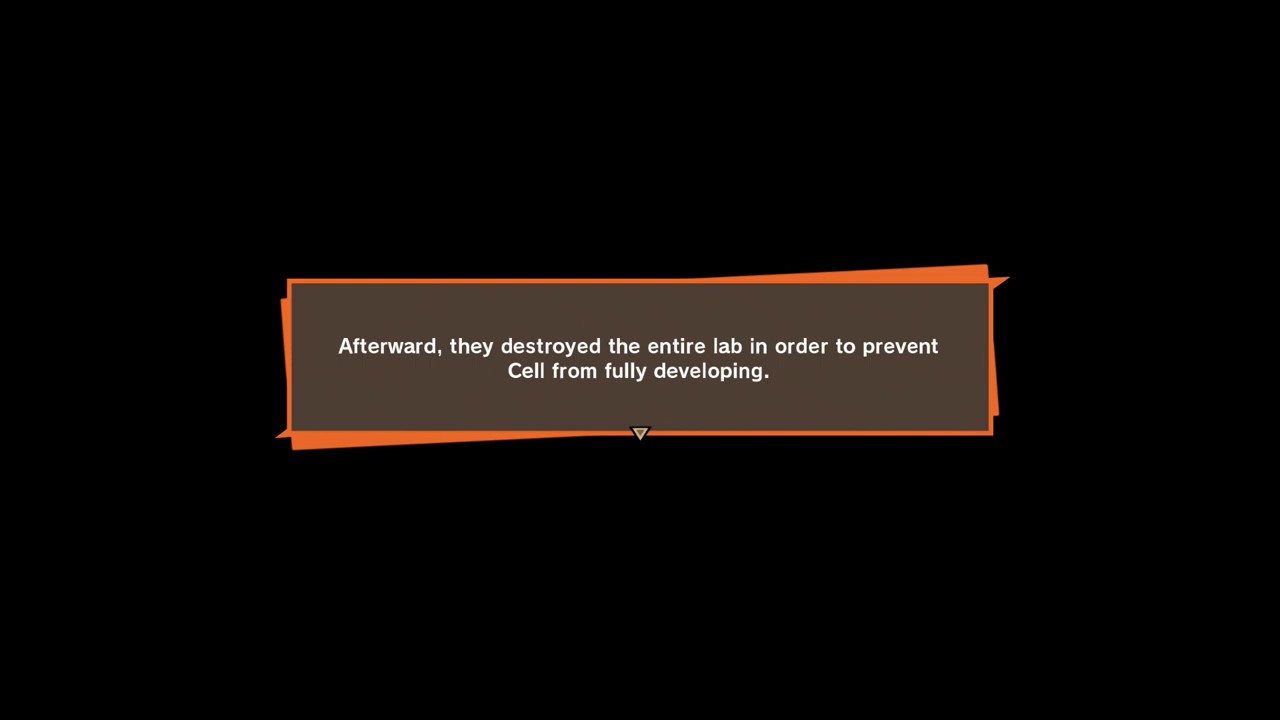 Afterward, they destroyed the entire lab in order to prevent
Cell from fully developing.